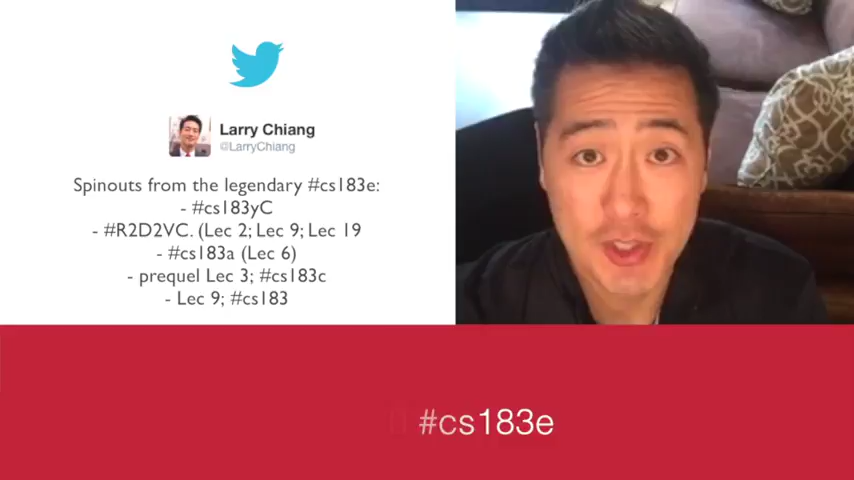 Larry Chiang
@LarryChiang
Spinouts from the legendary #cs183e:
- #cs183yC
- #R2D2VC. (Lec 2; Lec 9; Lec 19
- #cs183a (Lec 6)
- prequel Lec 3; #cs183c
- Lec 9; #cs183
#cs183e